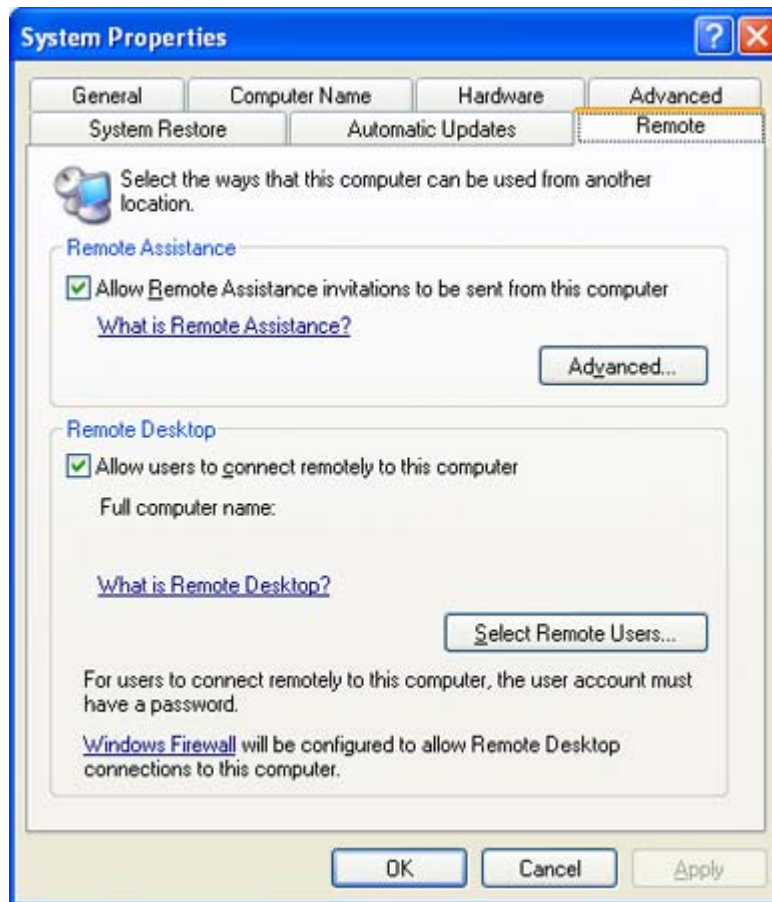 System Properties
General Computer Name Hardware Advanced
System Restore Automatic Updates Remote
Select the ways that this computer can be used from another
location.
Remote Assistance
Allow Remote Assistance invitations to be sent from this computer
What is Remote Assistance?
Advanced...
Remote Desktop
Allow users to connect remotely to this computer
Full computer name:
What is Remote Desktop?
Select Remote Users...
For users to connect remotely to this computer, the user account must
have a password.
Windows Firewall will be configured to allow Remote Desktop
connections to this computer.
OK Cancel Apply